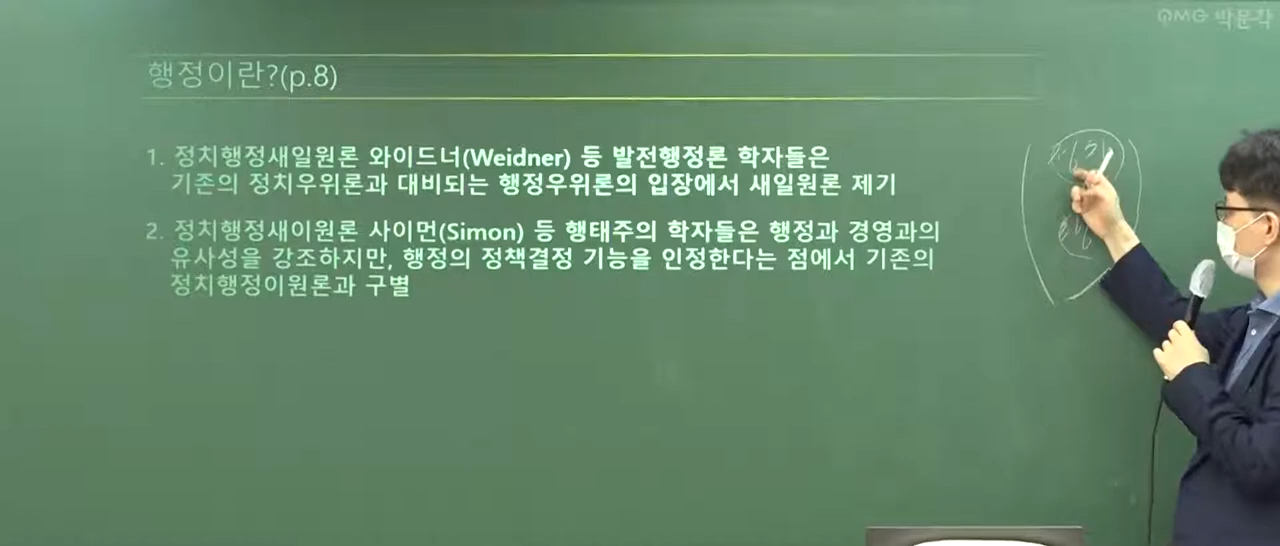 PMG 박문각
행정이란?(p.8)
1. 정치행정새일원론 와이드너(Weidner) 등 발전행정론 학자들은
기존의 정치우위론과 대비되는 행정우위론의 입장에서 새일원론 제기
2. 정치행정새이원론 사이먼(Simon) 등 행태주의 학자들은 행정과 경영과의
유사성을 강조하지만, 행정의 정책결정 기능을 인정한다는 점에서 기존의
정치행정이원론과 구별